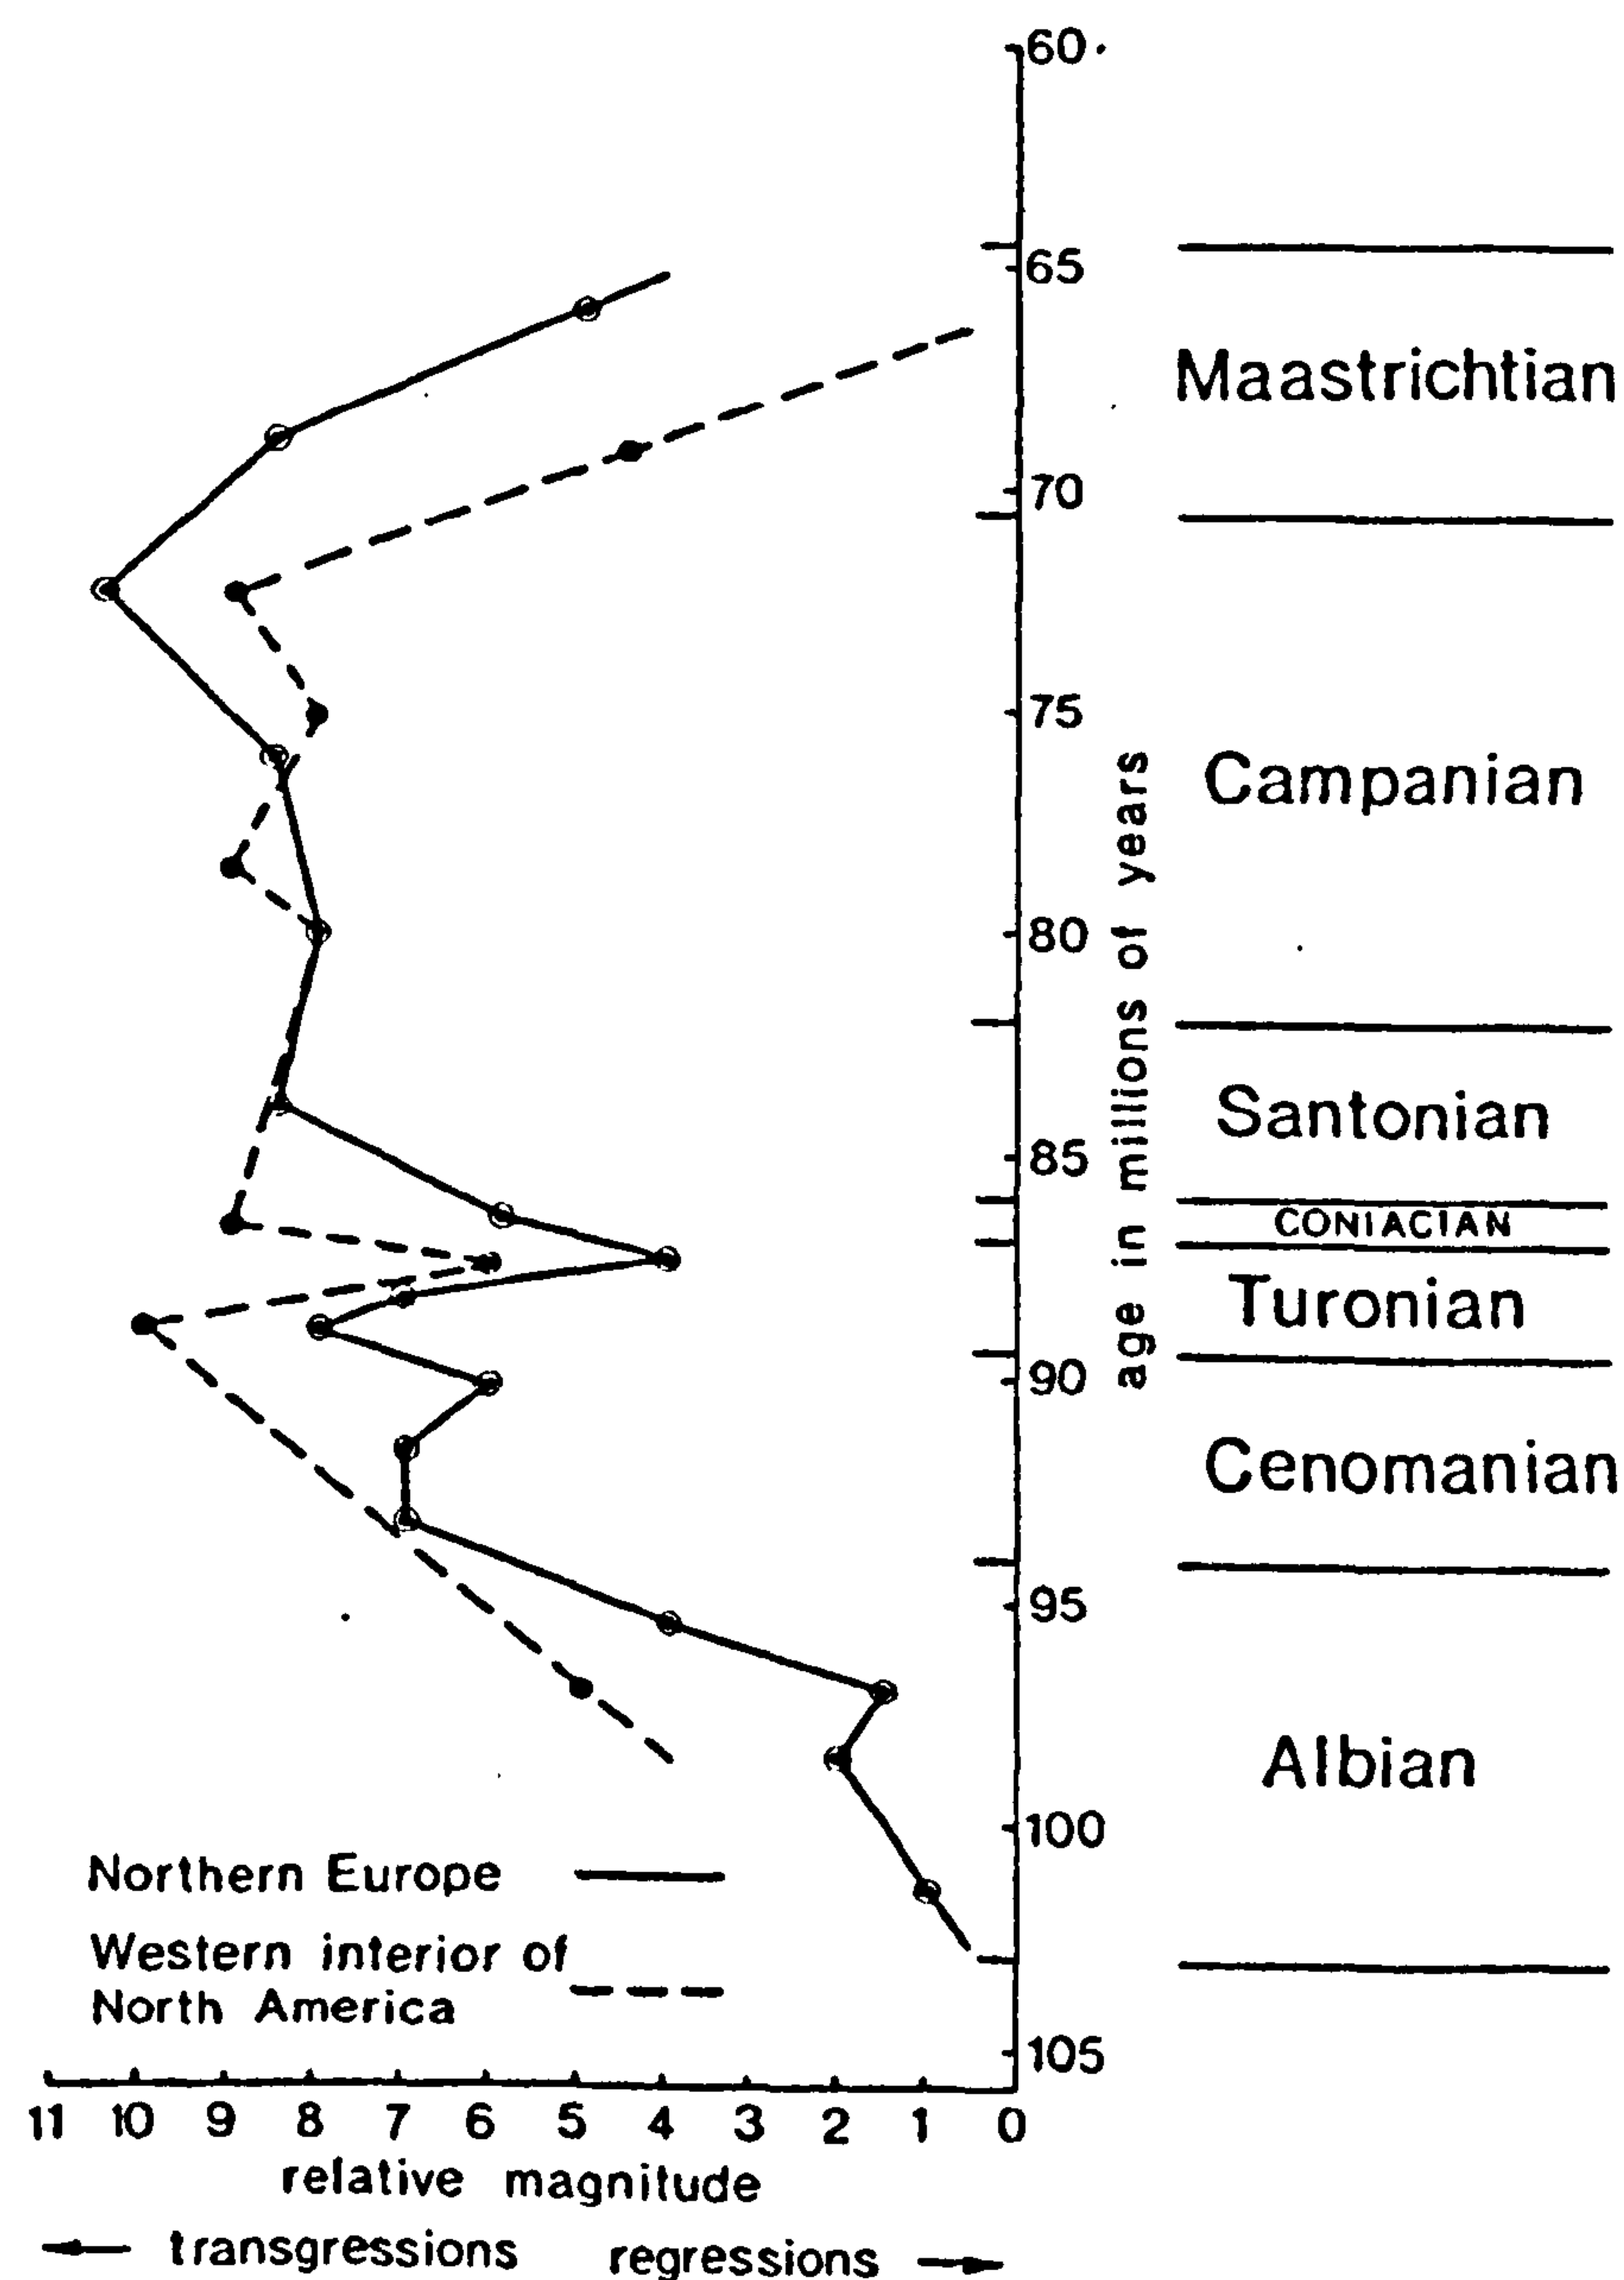 60
65
Maastrichtian
70
75
Campanian
age in millions of years
80
Santonian
85
CONIACIAN
Turonian
90
Cenomanian
95
Albian
100
Northern Europe
Western interior of
North America
105
11 10 9 8 7 6 5 4 3 2 1 0
relative magnitude
transgressions regressions